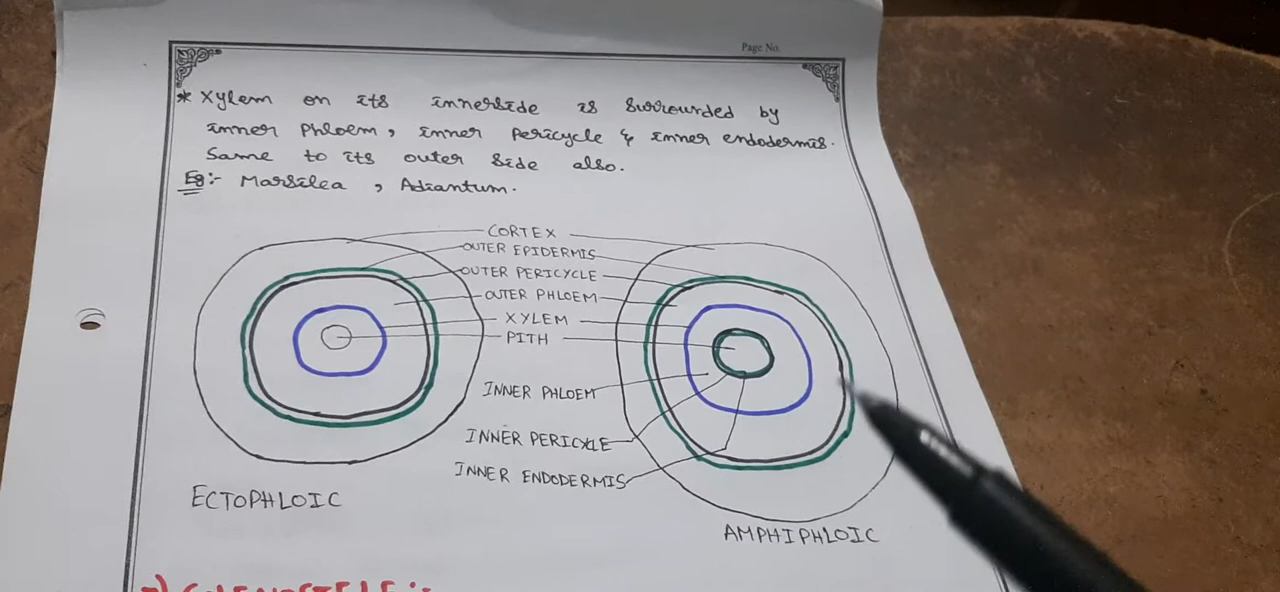 Page No.
* Xylem on its innerside is surrounded by
inner phloem, inner pericycle & inner endodermis.
Same to its outer side also.
Eg:- Marsilea, Adiantum.
CORTEX
OUTER EPIDERMIS
OUTER PERICYCLE
OUTER PHLOEM
XYLEM
PITH
INNER PHLOEM
INNER PERICYCLE
INNER ENDODERMIS
ECTOPHLOIC
AMPHIPHLOIC